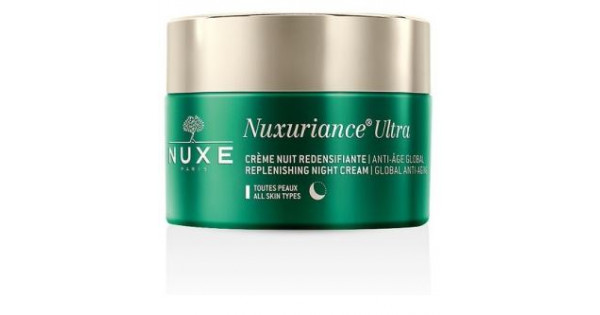 Nuxuriance® Ultra
NUXE
PARIS
CRÈME NUIT REDENSIFIANTE | ANTI-ÂGE GLOBAL
REPLENISHING NIGHT CREAM | GLOBAL ANTI-AGING
TOUTES PEAUX
ALL SKIN TYPES